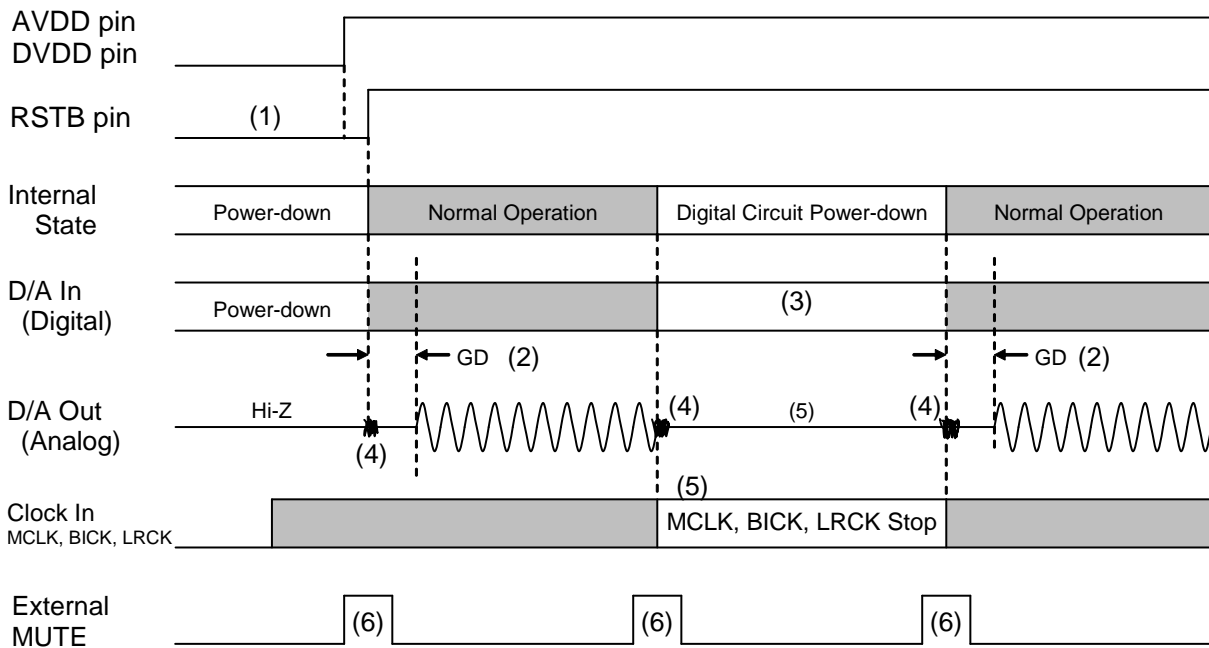 AVDD pin
DVDD pin
RSTB pin
(1)
Internal
State
Power-down
Normal Operation
Digital Circuit Power-down
Normal Operation
D/A In
(Digital)
Power-down
(3)
GD (2)
GD (2)
D/A Out
(Analog)
Hi-Z
(4)
(4)
(5)
(4)
Clock In
MCLK, BICK, LRCK
(5)
MCLK, BICK, LRCK Stop
External
MUTE
(6)
(6)
(6)